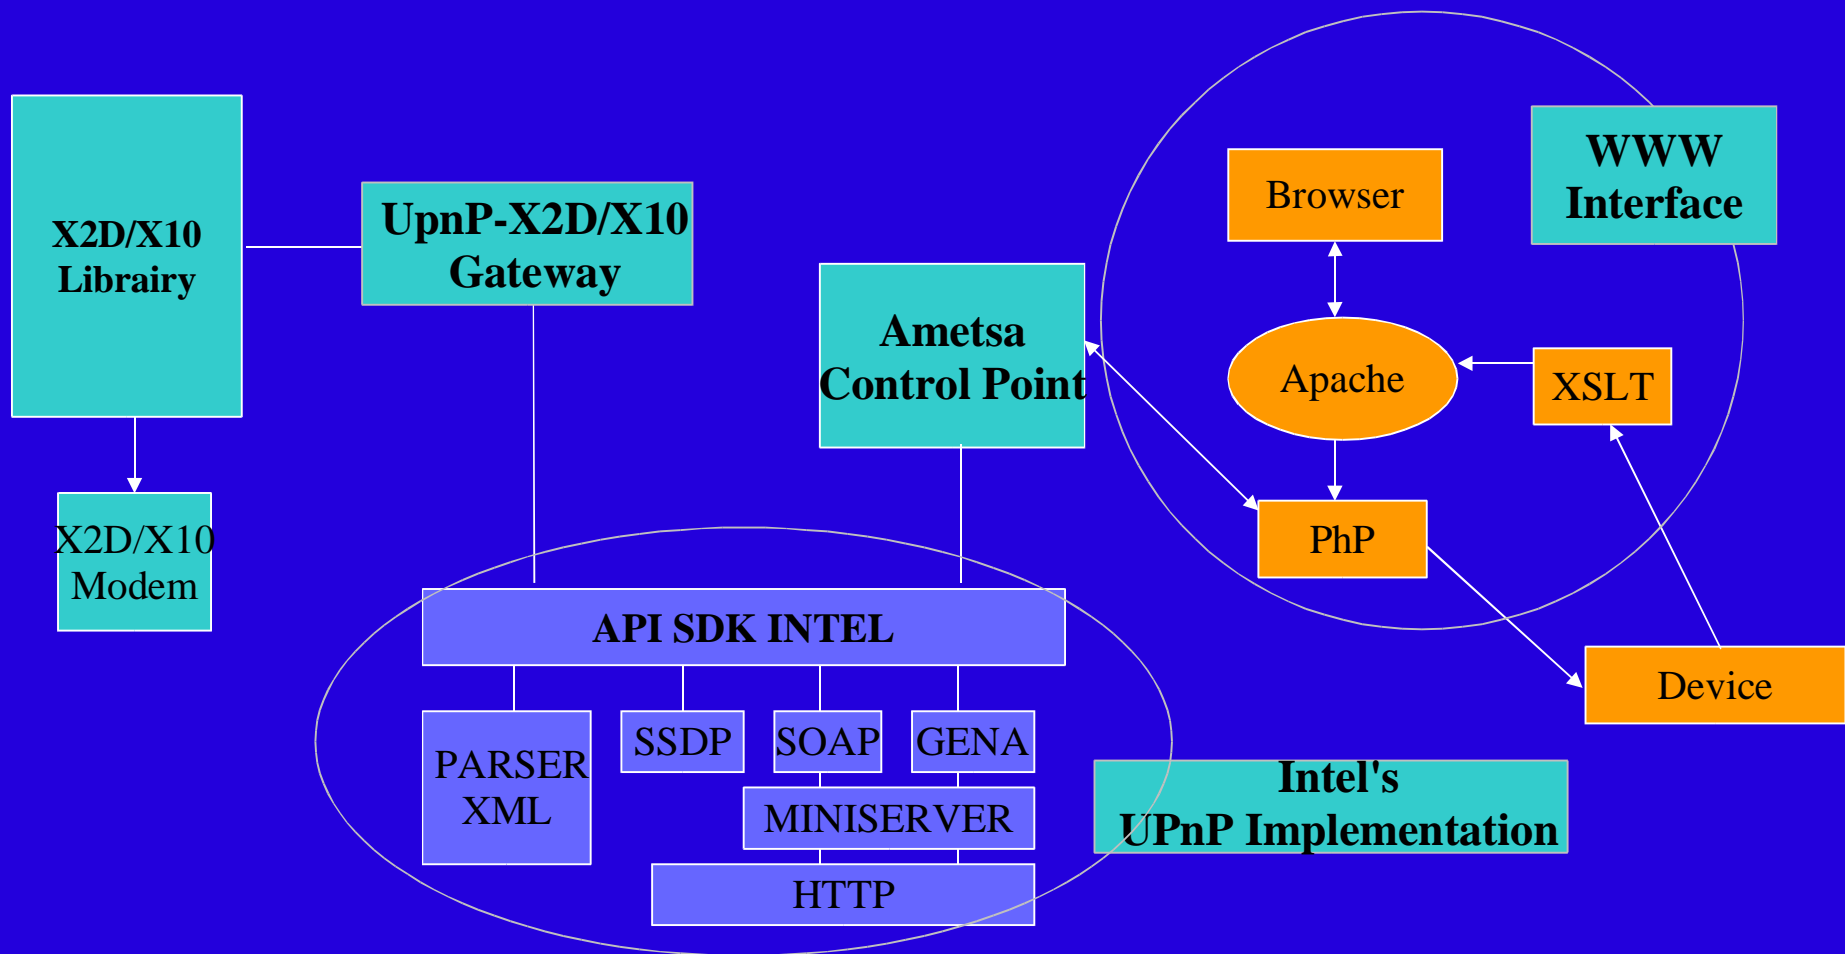 X2D/X10
Librairy
UpnP-X2D/X10
Gateway
X2D/X10
Modem
Ametsa
Control Point
WWW
Interface
Browser
Apache
XSLT
PhP
Device
API SDK INTEL
PARSER
XML
SSDP
SOAP
GENA
MINISERVER
HTTP
Intel's
UPnP Implementation